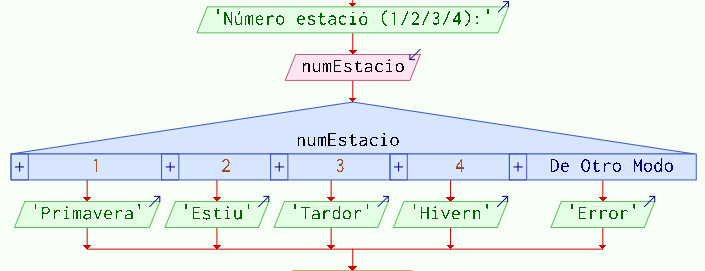 'Número estació (1/2/3/4):'
numEstacio
numEstacio
+ 1 + 2 + 3 + 4 + De Otro Modo
'Primavera' 'Estiu' 'Tardor' 'Hivern' 'Error'